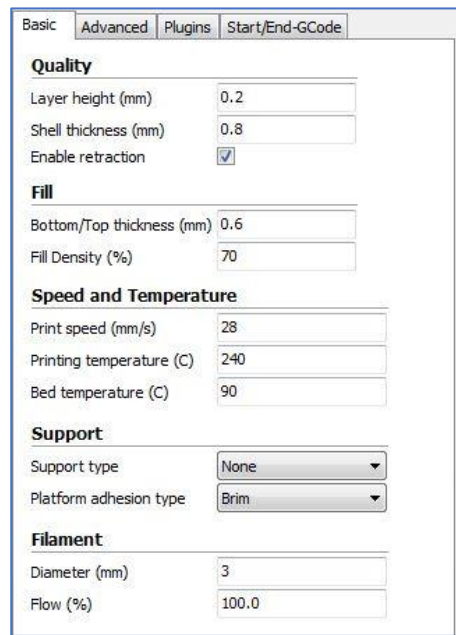 Basic Advanced Plugins Start/End-GCode
Quality
Layer height (mm) 0.2
Shell thickness (mm) 0.8
Enable retraction
Fill
Bottom/Top thickness (mm) 0.6
Fill Density (%) 70
Speed and Temperature
Print speed (mm/s) 28
Printing temperature (C) 240
Bed temperature (C) 90
Support
Support type None
Platform adhesion type Brim
Filament
Diameter (mm) 3
Flow (%) 100.0